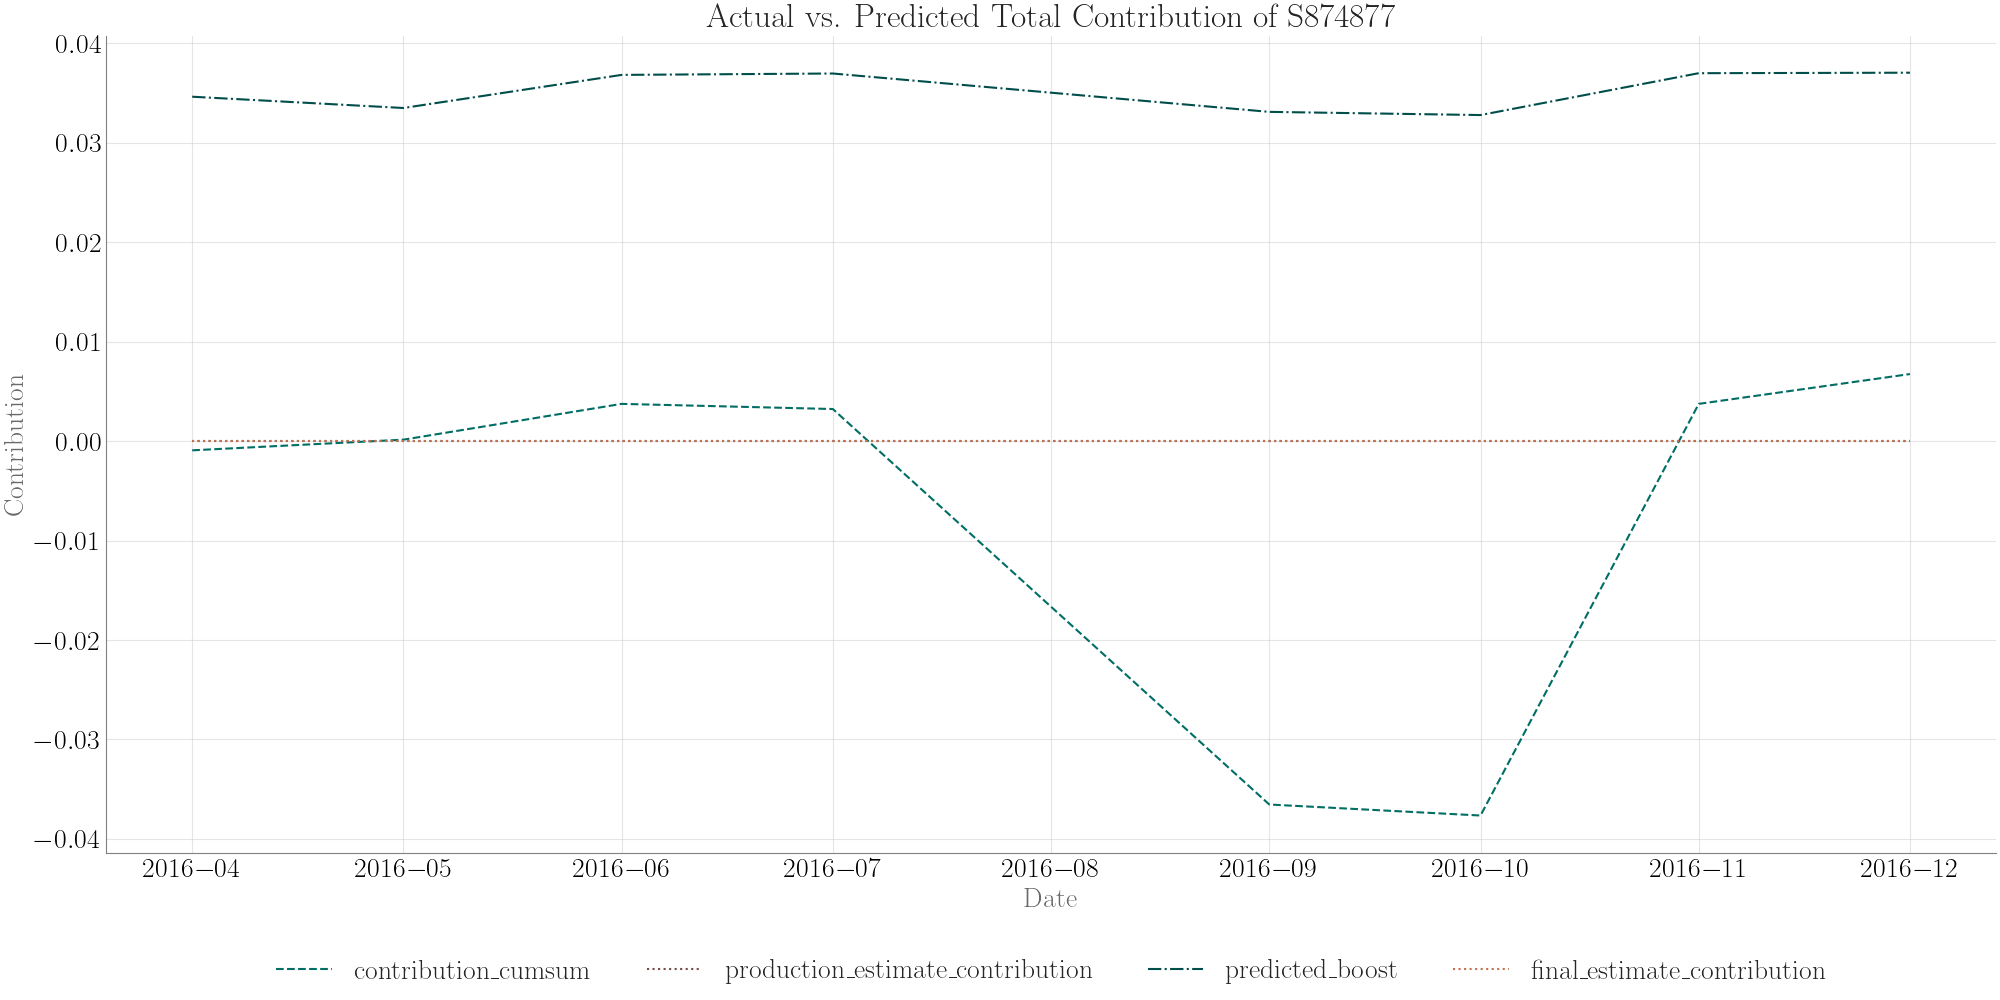 Actual vs. Predicted Total Contribution of S874877
0.04
0.03
0.02
0.01
0.00
−0.01
−0.02
−0.03
−0.04
Contribution
2016−04 2016−05 2016−06 2016−07 2016−08 2016−09 2016−10 2016−11 2016−12
Date
contribution_cumsum production_estimate_contribution predicted_boost final_estimate_contribution